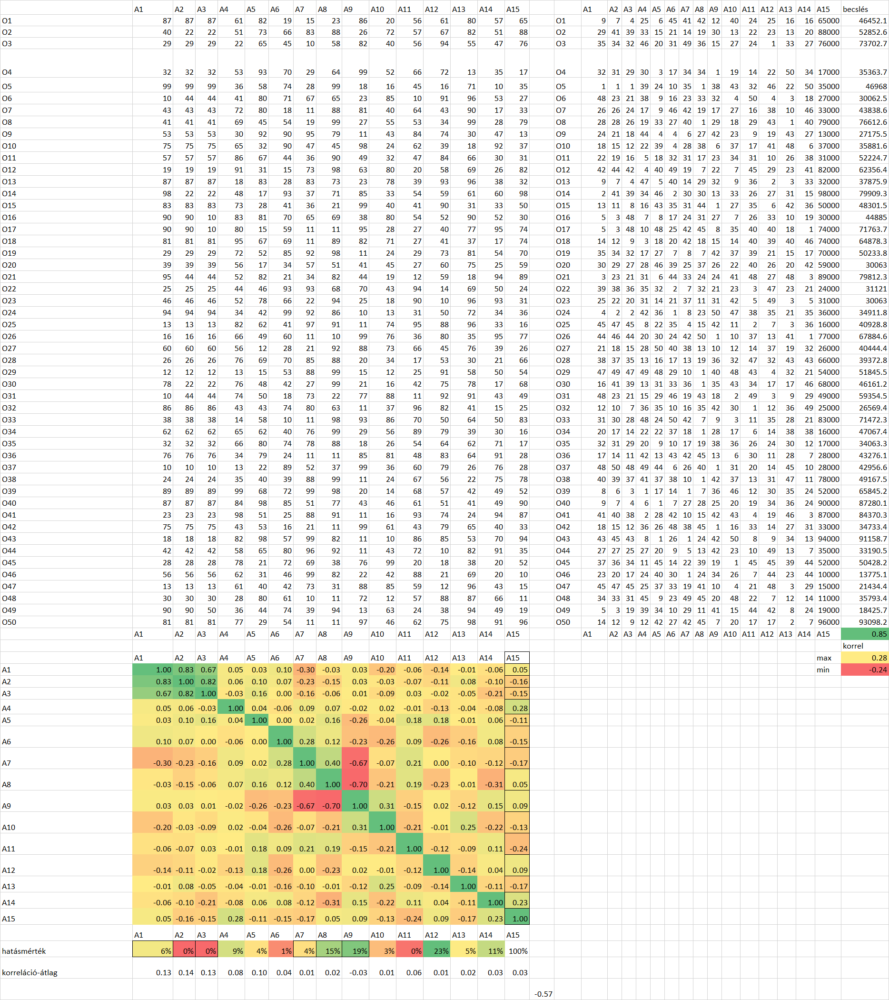 A1 A2 A3 A4 A5 A6 A7 A8 A9 A10 A11 A12 A13 A14 A15 A1 A2 A3 A4 A5 A6 A7 A8 A9 A10 A11 A12 A13 A14 A15 becslés
O1 87 87 87 61 82 19 15 23 86 20 56 61 80 57 65 O1 9 7 4 25 6 45 41 42 12 40 24 25 16 16 65000 46452.1
O2 40 22 22 51 73 66 83 88 26 72 57 67 82 51 88 O2 29 41 39 33 15 21 14 19 30 13 22 23 13 20 88000 52852.6
O3 29 29 29 22 65 45 10 58 82 40 56 94 55 47 76 O3 35 34 32 46 20 31 49 36 15 27 24 1 33 27 76000 73702.7
O4 32 32 32 53 93 70 29 64 99 52 66 72 13 35 17 O4 32 31 29 30 3 17 34 34 1 19 14 22 50 34 17000 35363.7
O5 99 99 99 36 58 74 28 99 18 16 45 16 71 10 35 O5 1 1 1 39 24 10 35 1 38 43 32 46 22 50 35000 46968
O6 10 44 44 41 80 71 67 65 23 85 10 91 96 53 27 O6 48 23 21 38 9 16 23 33 32 4 50 4 3 18 27000 30062.5
O7 43 43 43 72 80 18 11 88 81 40 64 43 90 17 33 O7 26 26 24 17 9 46 42 19 17 27 16 38 10 46 33000 43838.6
O8 41 41 41 69 45 54 19 99 27 55 53 34 99 28 79 O8 28 28 26 19 33 27 40 1 29 18 29 43 1 40 79000 76612.6
O9 53 53 53 30 92 90 95 79 11 43 84 74 30 47 13 O9 24 21 18 44 4 4 6 27 42 23 9 19 43 27 13000 27175.5
O10 75 75 75 65 32 90 47 45 98 24 62 39 18 92 37 O10 18 15 12 22 39 4 28 38 6 37 17 41 48 6 37000 35881.6
O11 57 57 57 86 67 44 36 90 49 32 47 84 66 30 31 O11 22 19 16 5 18 32 31 17 23 34 31 10 26 38 31000 52224.7
O12 19 19 19 91 31 15 73 98 63 80 20 58 69 26 82 O12 42 44 42 4 40 49 19 7 22 7 45 29 23 41 82000 62356.4
O13 87 87 87 18 83 28 83 73 23 78 39 93 96 38 32 O13 9 7 4 47 5 40 14 29 32 9 36 2 3 33 32000 37875.9
O14 98 22 22 48 17 93 37 71 85 33 54 59 61 60 98 O14 2 41 39 34 46 2 30 30 13 33 26 27 31 15 98000 79909.3
O15 83 83 83 73 28 41 36 21 99 40 41 90 31 33 50 O15 13 11 8 16 43 35 31 44 1 27 35 6 42 36 50000 48301.5
O16 90 90 10 83 81 70 65 69 38 80 54 52 90 52 30 O16 5 3 48 7 8 17 24 31 27 7 26 33 10 19 30000 44885
O17 90 90 10 80 15 59 11 11 95 28 27 40 77 95 74 O17 5 3 48 10 48 25 42 45 8 35 40 40 18 1 74000 71763.7
O18 81 81 81 95 67 69 11 89 82 71 27 41 37 17 74 O18 14 12 9 3 18 20 42 18 15 14 40 39 40 46 74000 64878.3
O19 29 29 29 72 52 85 92 98 11 24 29 73 81 54 70 O19 35 34 32 17 27 7 8 7 42 37 39 21 15 17 70000 50233.8
O20 39 39 39 56 17 34 57 51 41 45 27 60 75 25 59 O20 30 29 27 28 46 39 25 37 26 22 40 26 20 42 59000 30063
O21 95 44 44 52 82 21 34 82 44 19 12 59 18 94 89 O21 3 23 21 31 6 44 33 24 24 41 48 27 48 3 89000 79812.3
O22 25 25 25 44 46 93 93 68 70 43 94 14 69 50 24 O22 39 38 36 35 32 2 7 32 21 23 3 47 23 21 24000 31121
O23 46 46 46 52 78 66 22 94 25 18 90 10 96 93 31 O23 25 22 20 31 14 21 37 11 31 42 5 49 3 5 31000 30063
O24 94 94 94 34 42 99 92 86 10 13 31 50 72 34 36 O24 4 2 2 42 36 1 8 23 50 47 38 35 21 35 36000 34911.8
O25 13 13 13 82 62 41 97 91 11 74 95 88 96 33 16 O25 45 47 45 8 22 35 4 15 42 11 2 7 3 36 16000 40928.8
O26 16 16 16 66 49 60 11 10 99 76 36 80 35 95 77 O26 44 46 44 20 30 24 42 50 1 10 37 13 41 1 77000 67884.6
O27 60 60 60 56 12 28 21 92 88 73 66 45 76 39 26 O27 21 18 15 28 50 40 38 13 10 12 14 37 19 32 26000 40444.4
O28 26 26 26 76 69 70 85 88 20 34 17 53 30 21 66 O28 38 37 35 13 16 17 13 19 36 32 47 32 43 43 66000 39372.8
O29 12 12 12 13 15 53 88 99 15 12 25 91 58 50 54 O29 47 49 47 49 48 29 10 1 40 48 43 4 32 21 54000 51845.5
O30 78 22 22 76 48 42 27 99 21 16 42 75 78 17 68 O30 16 41 39 13 31 33 36 1 35 43 34 17 17 46 68000 46161.2
O31 10 44 44 74 50 18 73 22 77 88 11 92 91 43 49 O31 48 23 21 15 29 46 19 43 18 2 49 3 9 29 49000 59354.5
O32 86 86 86 43 43 74 80 63 11 37 96 82 41 15 25 O32 12 10 7 36 35 10 16 35 42 30 1 12 36 49 25000 26569.4
O33 38 38 38 14 58 10 11 98 93 86 70 50 64 50 83 O33 31 30 28 48 24 50 42 7 9 3 11 35 28 21 83000 71472.3
O34 62 62 62 65 62 40 76 99 29 56 89 79 39 30 16 O34 20 17 14 22 22 37 18 1 28 17 6 14 38 38 16000 47067.4
O35 32 32 32 66 80 74 78 88 18 26 54 64 62 71 17 O35 32 31 29 20 9 10 17 19 38 36 26 24 30 12 17000 34063.3
O36 76 76 76 34 79 24 11 11 85 81 48 83 64 91 28 O36 17 14 11 42 13 43 42 45 13 6 30 11 28 7 28000 43276.1
O37 10 10 10 13 22 89 52 37 99 36 60 79 26 76 28 O37 48 50 48 49 44 6 26 40 1 31 20 14 45 10 28000 42956.6
O38 24 24 24 35 40 39 88 99 11 24 67 56 22 75 78 O38 40 39 37 41 37 38 10 1 42 37 13 31 47 11 78000 49167.5
O39 89 89 89 99 68 72 99 98 20 14 68 57 42 49 52 O39 8 6 3 1 17 14 1 7 36 46 12 30 35 24 52000 65845.2
O40 87 87 87 84 98 85 51 77 43 46 61 51 41 49 90 O40 9 7 4 6 1 7 27 28 25 20 19 34 36 24 90000 87280.1
O41 23 23 23 98 51 25 88 91 11 16 93 74 24 94 87 O41 41 40 38 2 28 42 10 15 42 43 4 19 46 3 87000 84370.3
O42 75 75 75 43 53 16 21 11 99 61 43 79 65 40 33 O42 18 15 12 36 26 48 38 45 1 16 33 14 27 31 33000 34733.4
O43 18 18 18 82 98 57 99 82 11 10 86 85 53 70 94 O43 43 45 43 8 1 26 1 24 42 50 8 9 34 13 94000 91158.7
O44 42 42 42 58 65 80 96 92 11 43 72 10 82 91 35 O44 27 27 25 27 20 9 5 13 42 23 10 49 13 7 35000 33190.5
O45 28 28 28 78 21 72 69 38 76 99 20 18 38 20 52 O45 37 36 34 11 45 14 22 39 19 1 45 45 39 44 52000 50428.2
O46 56 56 56 62 31 46 99 82 22 42 88 21 69 20 10 O46 23 20 17 24 40 30 1 24 34 26 7 44 23 44 10000 13775.1
O47 13 13 13 61 40 42 73 31 88 85 59 12 96 43 15 O47 45 47 45 25 37 33 19 41 10 4 21 48 3 29 15000 21434.4
O48 30 30 30 28 80 61 10 11 72 12 57 88 87 66 11 O48 34 33 31 45 9 23 49 45 20 48 22 7 12 14 11000 35793.4
O49 90 90 50 36 44 74 39 94 13 63 24 38 94 49 19 O49 5 3 19 39 34 10 29 11 41 15 44 42 8 24 19000 18425.7
O50 81 81 81 77 29 54 11 11 97 46 62 75 98 91 96 O50 14 12 9 12 42 27 42 45 7 20 17 17 2 7 96000 93098.2
A1 A2 A3 A4 A5 A6 A7 A8 A9 A10 A11 A12 A13 A14 A15 A1 A2 A3 A4 A5 A6 A7 A8 A9 A10 A11 A12 A13 A14 A15 0.85
korrel
A1 A2 A3 A4 A5 A6 A7 A8 A9 A10 A11 A12 A13 A14 A15 max 0.28
A1 1.00 0.83 0.67 0.05 0.03 0.10 -0.30 -0.03 0.03 -0.20 -0.06 -0.14 -0.01 -0.06 0.05 min -0.24
A2 0.83 1.00 0.82 0.06 0.10 0.07 -0.23 -0.15 0.03 -0.03 -0.07 -0.11 0.08 -0.10 -0.16
A3 0.67 0.82 1.00 -0.03 0.16 0.00 -0.16 -0.06 0.01 -0.09 0.03 -0.02 -0.05 -0.21 -0.15
A4 0.05 0.06 -0.03 1.00 0.04 -0.06 0.09 0.07 -0.02 0.02 -0.01 -0.13 -0.04 -0.08 0.28
A5 0.03 0.10 0.16 0.04 1.00 0.00 0.02 0.16 -0.26 -0.04 0.18 0.18 -0.01 0.06 -0.11
A6 0.10 0.07 0.00 -0.06 0.00 1.00 0.28 0.12 -0.23 -0.26 0.09 -0.26 -0.16 0.08 -0.15
A7 -0.30 -0.23 -0.16 0.09 0.02 0.28 1.00 0.40 -0.67 -0.07 0.21 0.00 -0.10 -0.12 -0.17
A8 -0.03 -0.15 -0.06 0.07 0.16 0.12 0.40 1.00 -0.70 -0.21 0.19 -0.23 -0.01 -0.31 0.05
A9 0.03 0.03 0.01 -0.02 -0.26 -0.23 -0.67 -0.70 1.00 0.31 -0.15 0.02 -0.12 0.15 0.09
A10 -0.20 -0.03 -0.09 0.02 -0.04 -0.26 -0.07 -0.21 0.31 1.00 -0.21 -0.01 0.25 -0.22 -0.13
A11 -0.06 -0.07 0.03 -0.01 0.18 0.09 0.21 0.19 -0.15 -0.21 1.00 -0.12 -0.09 0.11 -0.24
A12 -0.14 -0.11 -0.02 -0.13 0.18 -0.26 0.00 -0.23 0.02 -0.01 -0.12 1.00 -0.14 0.04 0.09
A13 -0.01 0.08 -0.05 -0.04 -0.01 -0.16 -0.10 -0.01 -0.12 0.25 -0.09 -0.14 1.00 -0.11 -0.17
A14 -0.06 -0.10 -0.21 -0.08 0.06 0.08 -0.12 -0.31 0.15 -0.22 0.11 0.04 -0.11 1.00 0.23
A15 0.05 -0.16 -0.15 0.28 -0.11 -0.15 -0.17 0.05 0.09 -0.13 -0.24 0.09 -0.17 0.23 1.00
A1 A2 A3 A4 A5 A6 A7 A8 A9 A10 A11 A12 A13 A14 A15
hatásmérték 6% 0% 0% 9% 4% 1% 4% 15% 19% 3% 0% 23% 5% 11% 100%
korreláció-átlag 0.13 0.14 0.13 0.08 0.10 0.04 0.01 0.02 -0.03 0.01 0.06 0.01 0.02 0.03 0.03
-0.57